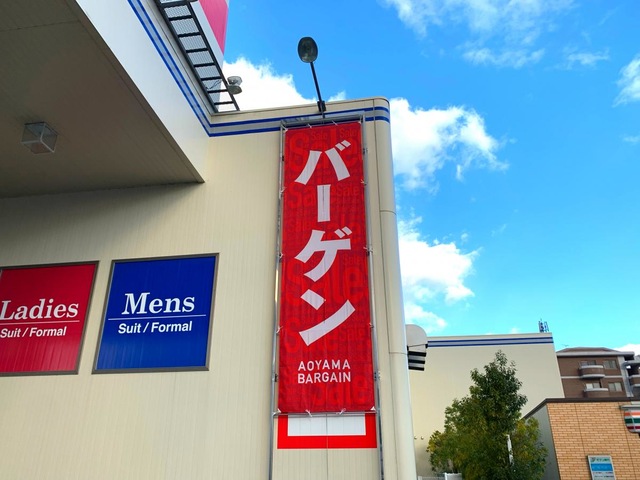 バーゲン
AOYAMA
BARGAIN
Ladies
Suit / Formal
Mens
Suit / Formal